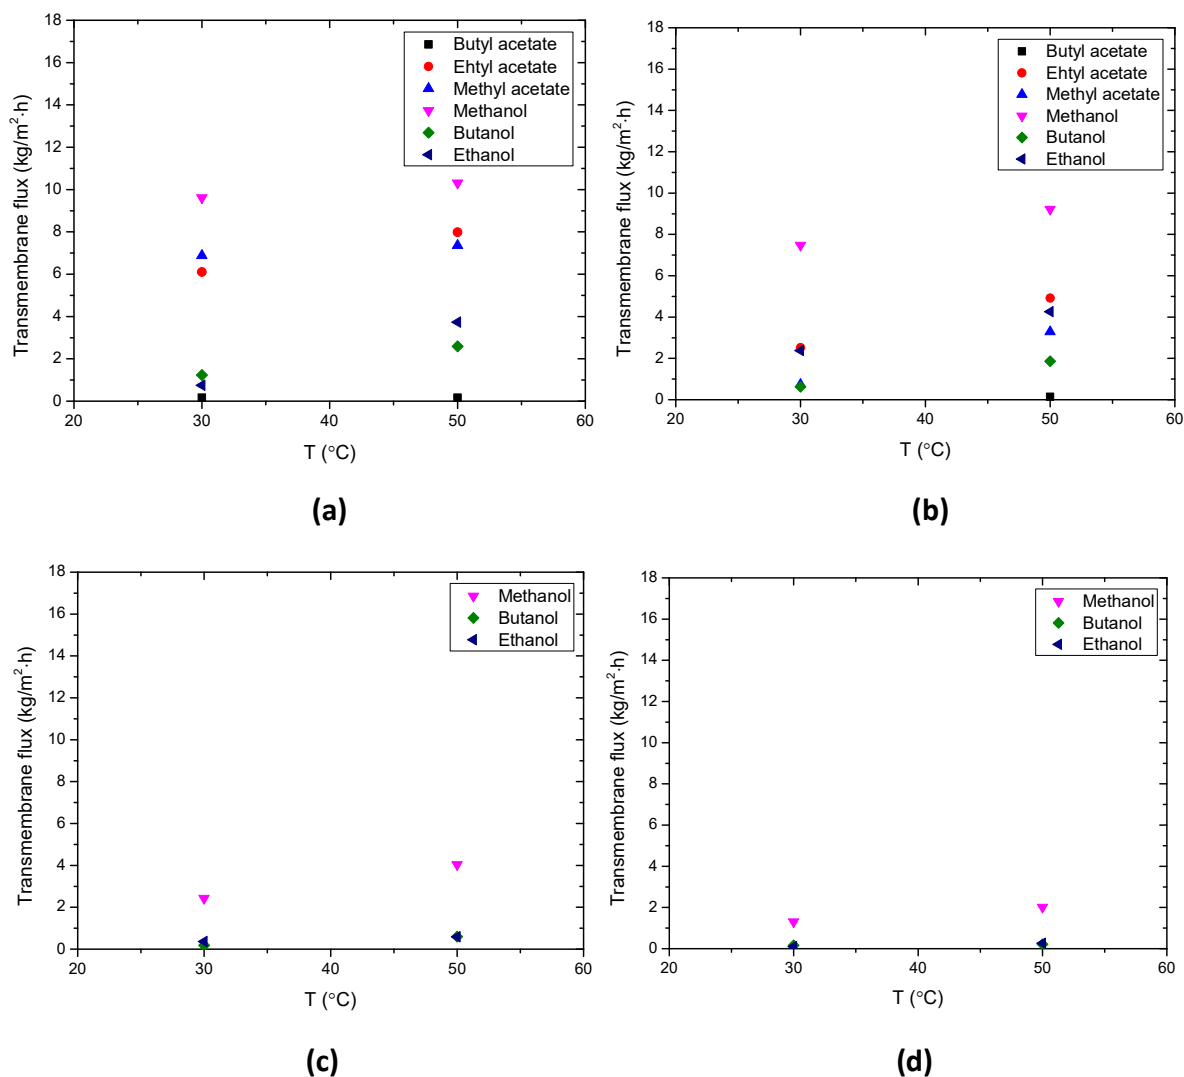 18
16
14
12
10
8
6
4
2
0
20
30
40
50
60
Transmembrane flux (kg/m²·h)
T (°C)
Butyl acetate
Ehtyl acetate
Methyl acetate
Methanol
Butanol
Ethanol
(a)
18
16
14
12
10
8
6
4
2
0
20
30
40
50
60
Transmembrane flux (kg/m²·h)
T (°C)
Butyl acetate
Ehtyl acetate
Methyl acetate
Methanol
Butanol
Ethanol
(b)
18
16
14
12
10
8
6
4
2
0
20
30
40
50
60
Transmembrane flux (kg/m²·h)
T (°C)
Methanol
Butanol
Ethanol
(c)
18
16
14
12
10
8
6
4
2
0
20
30
40
50
60
Transmembrane flux (kg/m²·h)
T (°C)
Methanol
Butanol
Ethanol
(d)